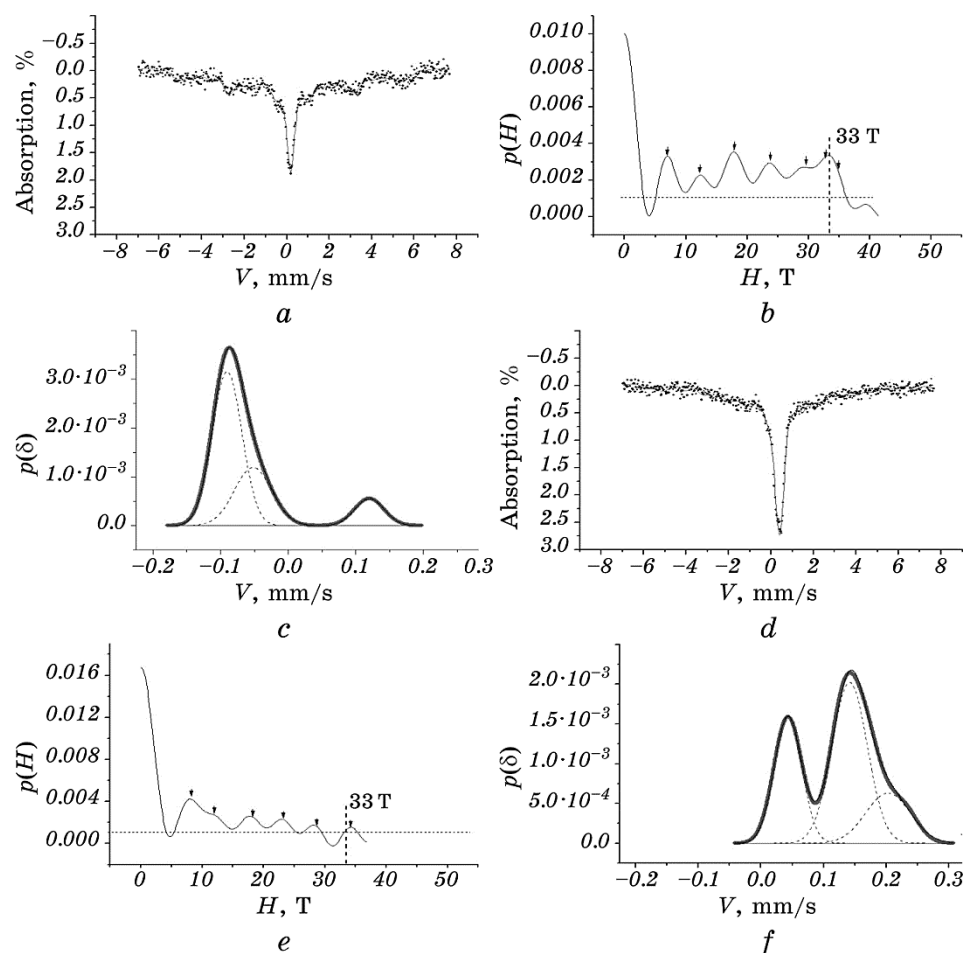 −0.5
0.0
0.5
1.0
1.5
2.0
2.5
3.0
Absorption, %
−8 −6 −4 −2 0 2 4 6 8
V, mm/s
a
0.010
0.008
0.006
0.004
0.002
0.000
p(H)
33 T
0 10 20 30 40 50
H, T
b
3.0·10⁻³
2.0·10⁻³
1.0·10⁻³
0.0
p(δ)
−0.2 −0.1 0.0 0.1 0.2 0.3
V, mm/s
c
−0.5
0.0
0.5
1.0
1.5
2.0
2.5
3.0
Absorption, %
−8 −6 −4 −2 0 2 4 6 8
V, mm/s
d
0.016
0.012
0.008
0.004
0.000
p(H)
33 T
0 10 20 30 40 50
H, T
e
2.0·10⁻³
1.5·10⁻³
1.0·10⁻³
5.0·10⁻⁴
0.0
p(δ)
−0.2 −0.1 0.0 0.1 0.2 0.3
V, mm/s
f